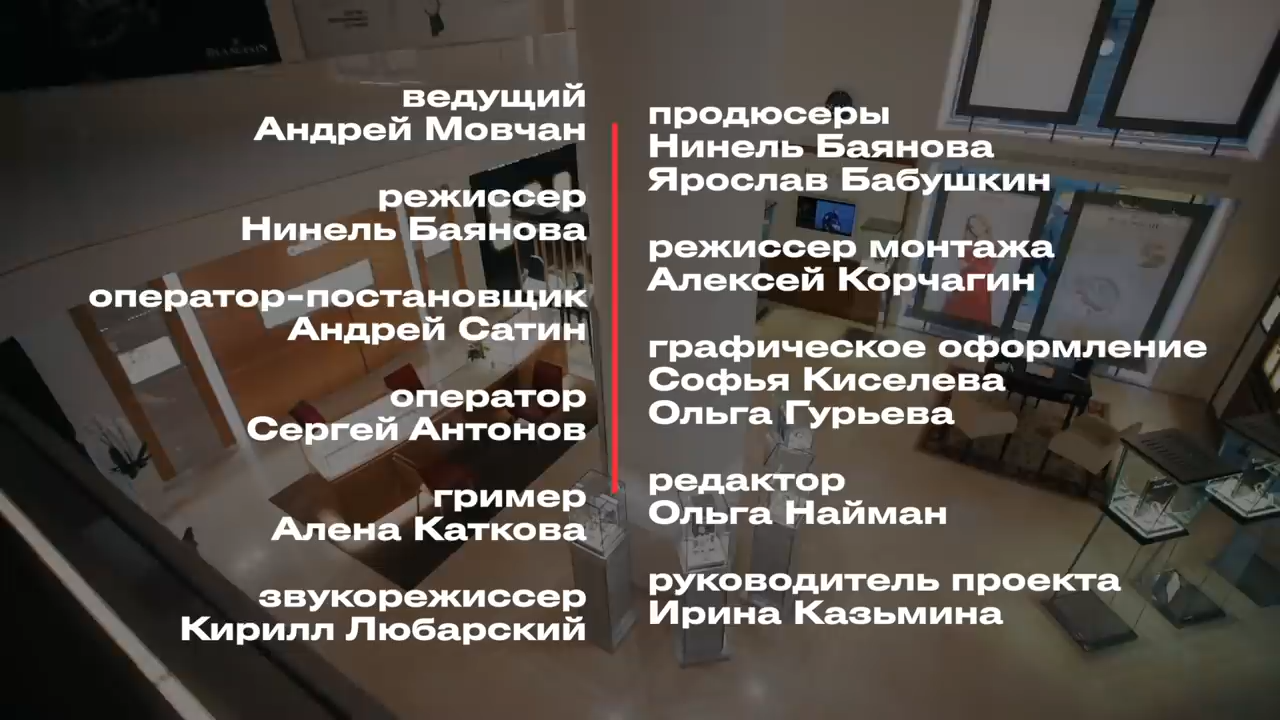 ведущий
Андрей Мовчан
режиссер
Нинель Баянова
оператор-постановщик
Андрей Сатин
оператор
Сергей Антонов
гример
Алена Каткова
звукорежиссер
Кирилл Любарский
продюсеры
Нинель Баянова
Ярослав Бабушкин
режиссер монтажа
Алексей Корчагин
графическое оформление
Софья Киселева
Ольга Гурьева
редактор
Ольга Найман
руководитель проекта
Ирина Казьмина